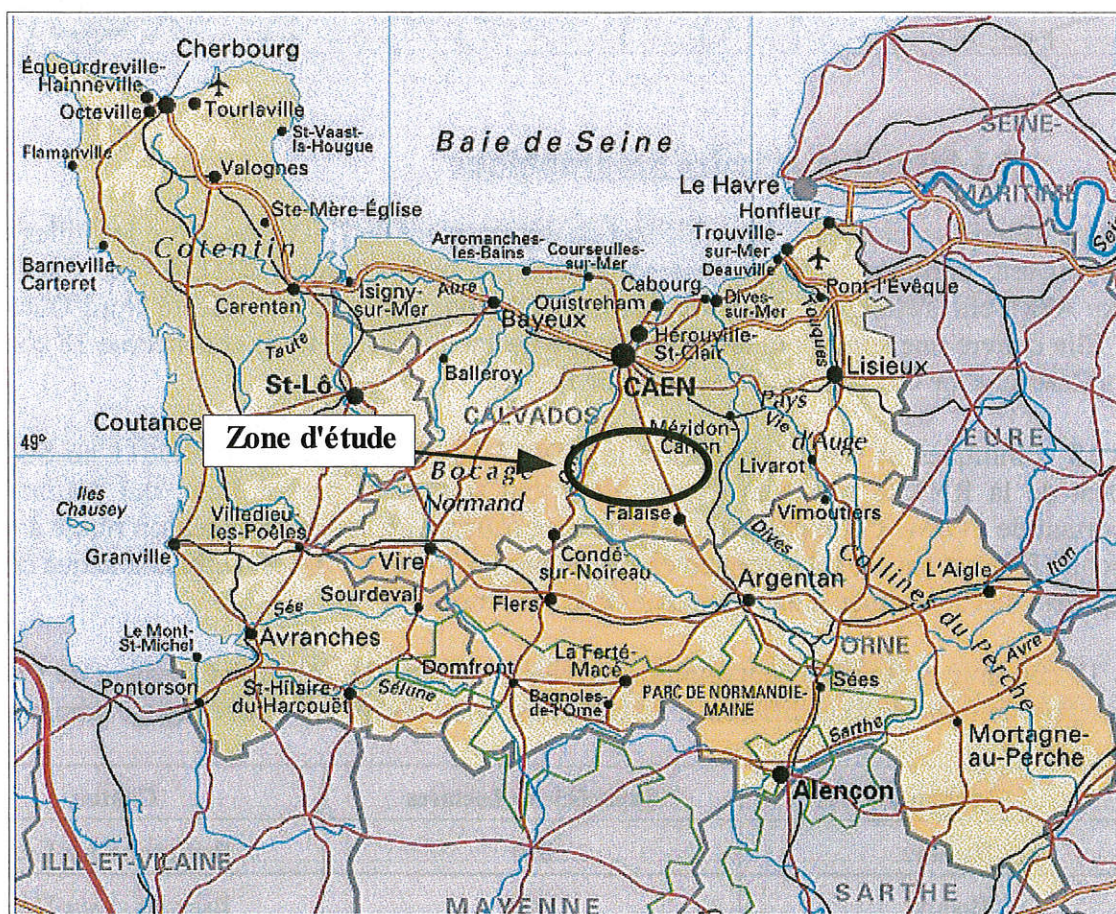 Cherbourg
Équeurdreville-
Hainneville
Octeville
Tourlaville
St-Vaast-
la-Hougue
Flamanville
Valognes
Baie de Seine
SEINE-
MARITIME
Le Havre
Honfleur
Ste-Mère-Église
Cotentin
Trouville-
sur-Mer
Deauville
Arromanches-
les-Bains
Courseulles-
sur-Mer
Barneville
Carteret
Cabourg
Pont-l'Évêque
Carentan
Isigny-
sur-Mer
Aure
Ouistreham
Dives-
sur-Mer
Bayeux
Touques
Hérouville-
St-Clair
Taute
Balleroy
CAEN
Lisieux
St-Lô
Pays
Vie
d'Auge
Coutance
CALVADOS
Mézidon-
Canon
EURE
49°
Zone d'étude
Bocage
Normand
Livarot
Iles
Chausey
Villedieu-
les-Poêles
Falaise
Vimoutiers
Granville
Vire
Condé-
sur-Noireau
Dives
Collines du Perche
L'Aigle
Iton
Argentan
Sourdeval
Flers
Sée
Avranches
Le Mont-
St-Michel
La Ferté-
Macé
ORNE
Avre
Domfront
Pontorson
St-Hilaire-
du-Harcouët
Sélune
Bagnoles-
de-l'Orne
PARC DE NORMANDIE-
MAINE
Sées
Sarthe
Mortagne-
au-Perche
Alençon
ILLE-ET-VILAINE
MAYENNE
SARTHE